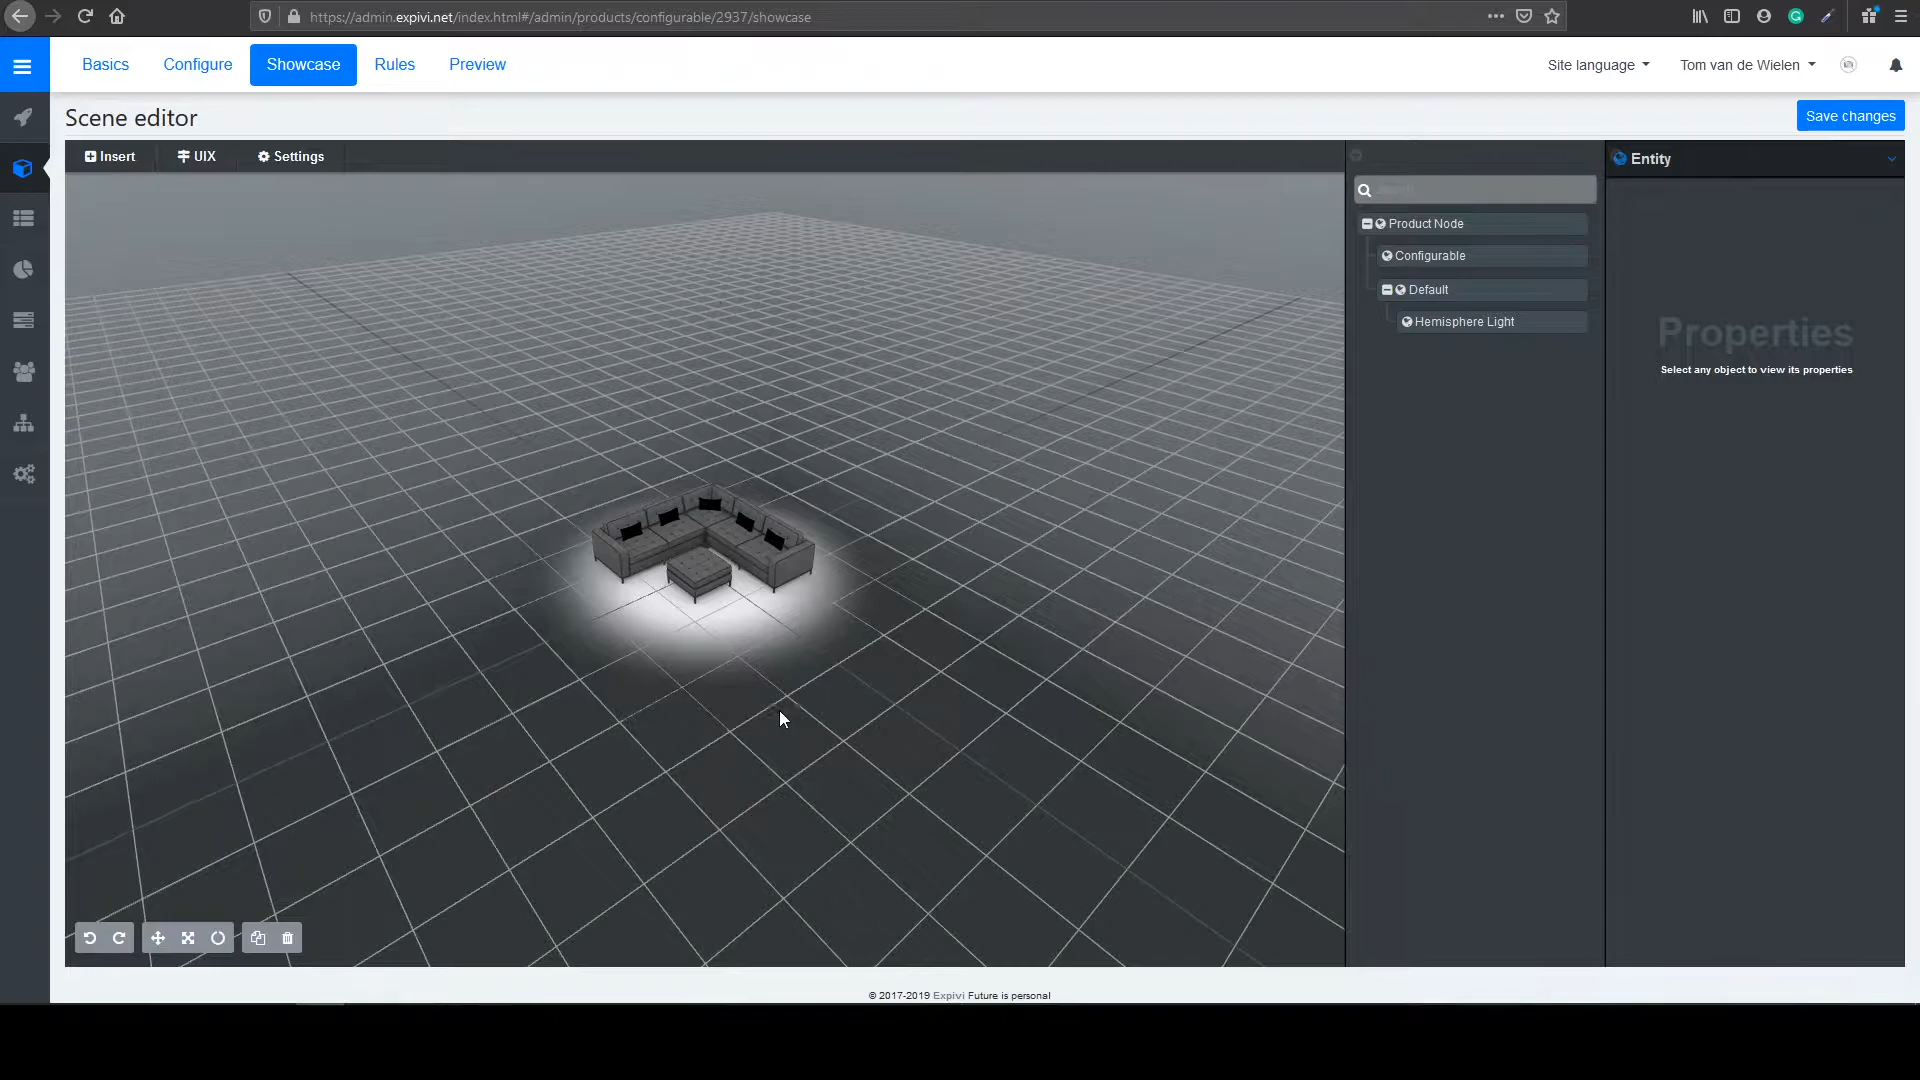 https://admin.expivi.net/index.html#/admin/products/configurable/2937/showcase
Basics
Configure
Showcase
Rules
Preview
Site language
Tom van de Wielen
Scene editor
Save changes
Insert
UIX
Settings
Entity
Product Node
Configurable
Default
Hemisphere Light
Properties
Select any object to view its properties
© 2017-2019 Expivi Future is personal